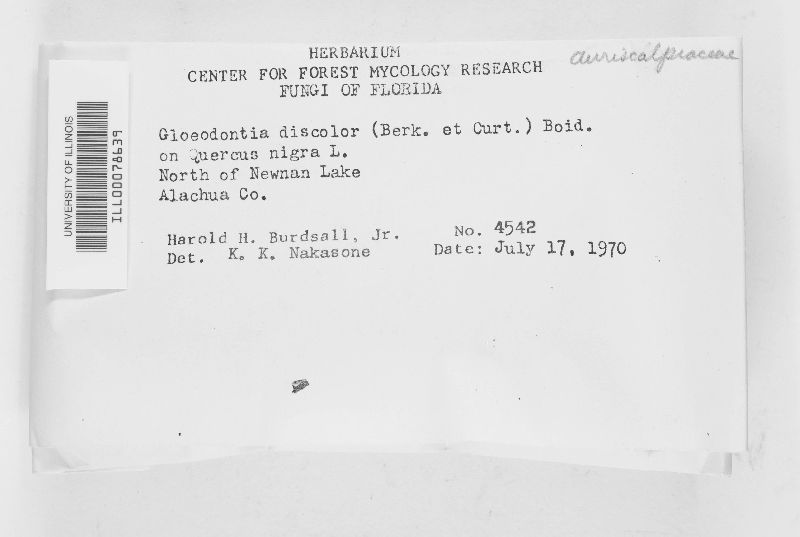 HERBARIUM
CENTER FOR FOREST MYCOLOGY RESEARCH
FUNGI OF FLORIDA
Auriscalpiaceae
UNIVERSITY OF ILLINOIS
ILL00078639
Gloeodontia discolor (Berk. et Curt.) Boid.
on Quercus nigra L.
North of Newnan Lake
Alachua Co.
Harold H. Burdsall, Jr. No. 4542
Det. K. K. Nakasone Date: July 17, 1970